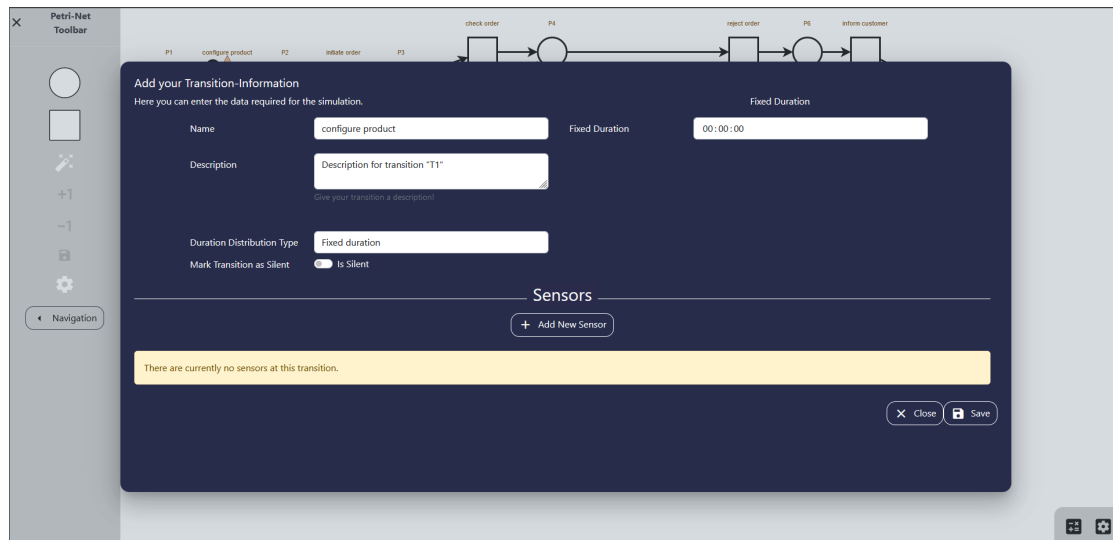 Petri-Net
Toolbar
check order
P4
reject order
P6
inform customer
P1
configure product
P2
initiate order
P3
Add your Transition-Information
Here you can enter the data required for the simulation.
Fixed Duration
Name
configure product
Fixed Duration
00:00:00
Description
Description for transition "T1"
Give your transition a description!
+1
−1
Duration Distribution Type
Fixed duration
Mark Transition as Silent
Is Silent
Sensors
Navigation
+ Add New Sensor
There are currently no sensors at this transition.
Close
Save